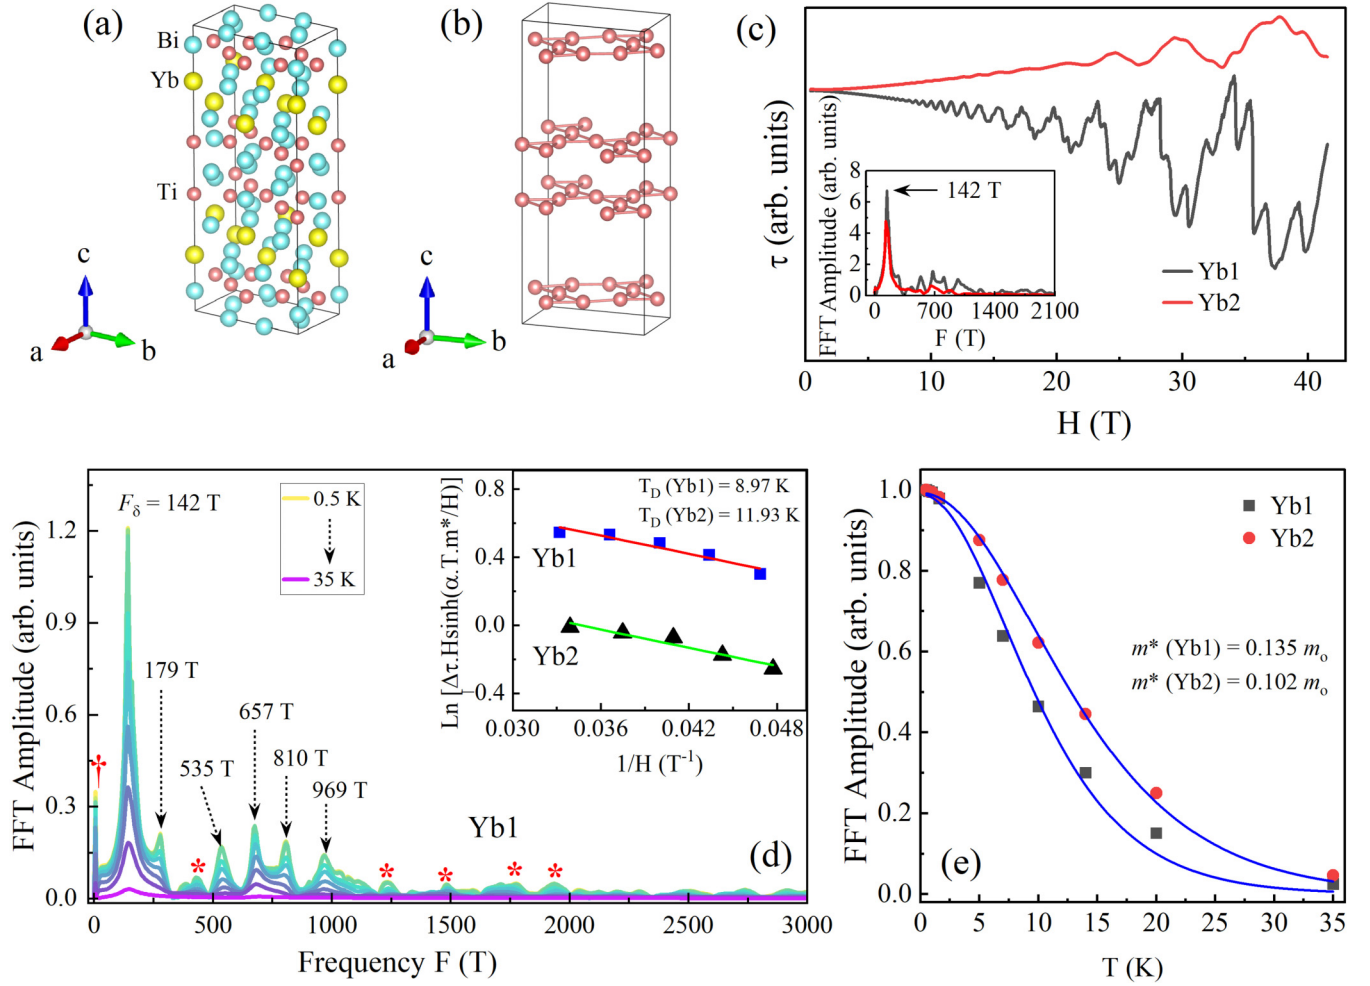 (a)
Bi
Yb
Ti
c
a
b
(b)
c
a
b
(c)
τ (arb. units)
FFT Amplitude (arb. units)
8
6
4
2
0
142 T
0
700
1400
2100
F (T)
Yb1
Yb2
10
20
30
40
H (T)
FFT Amplitude (arb. units)
1.2
0.9
0.6
0.3
0.0
Fδ = 142 T
0.5 K
35 K
†
179 T
535 T
657 T
810 T
969 T
*
*
*
*
*
Yb1
(d)
0
500
1000
1500
2000
2500
3000
Frequency F (T)
Ln [Δτ.Hsinh(α.T.m*/H)]
0.8
0.4
0.0
−0.4
TD (Yb1) = 8.97 K
TD (Yb2) = 11.93 K
Yb1
Yb2
0.030
0.036
0.042
0.048
1/H (T-1)
FFT Amplitude (arb. units)
1.0
0.8
0.6
0.4
0.2
0.0
Yb1
Yb2
m* (Yb1) = 0.135 mo
m* (Yb2) = 0.102 mo
(e)
0
5
10
15
20
25
30
35
T (K)